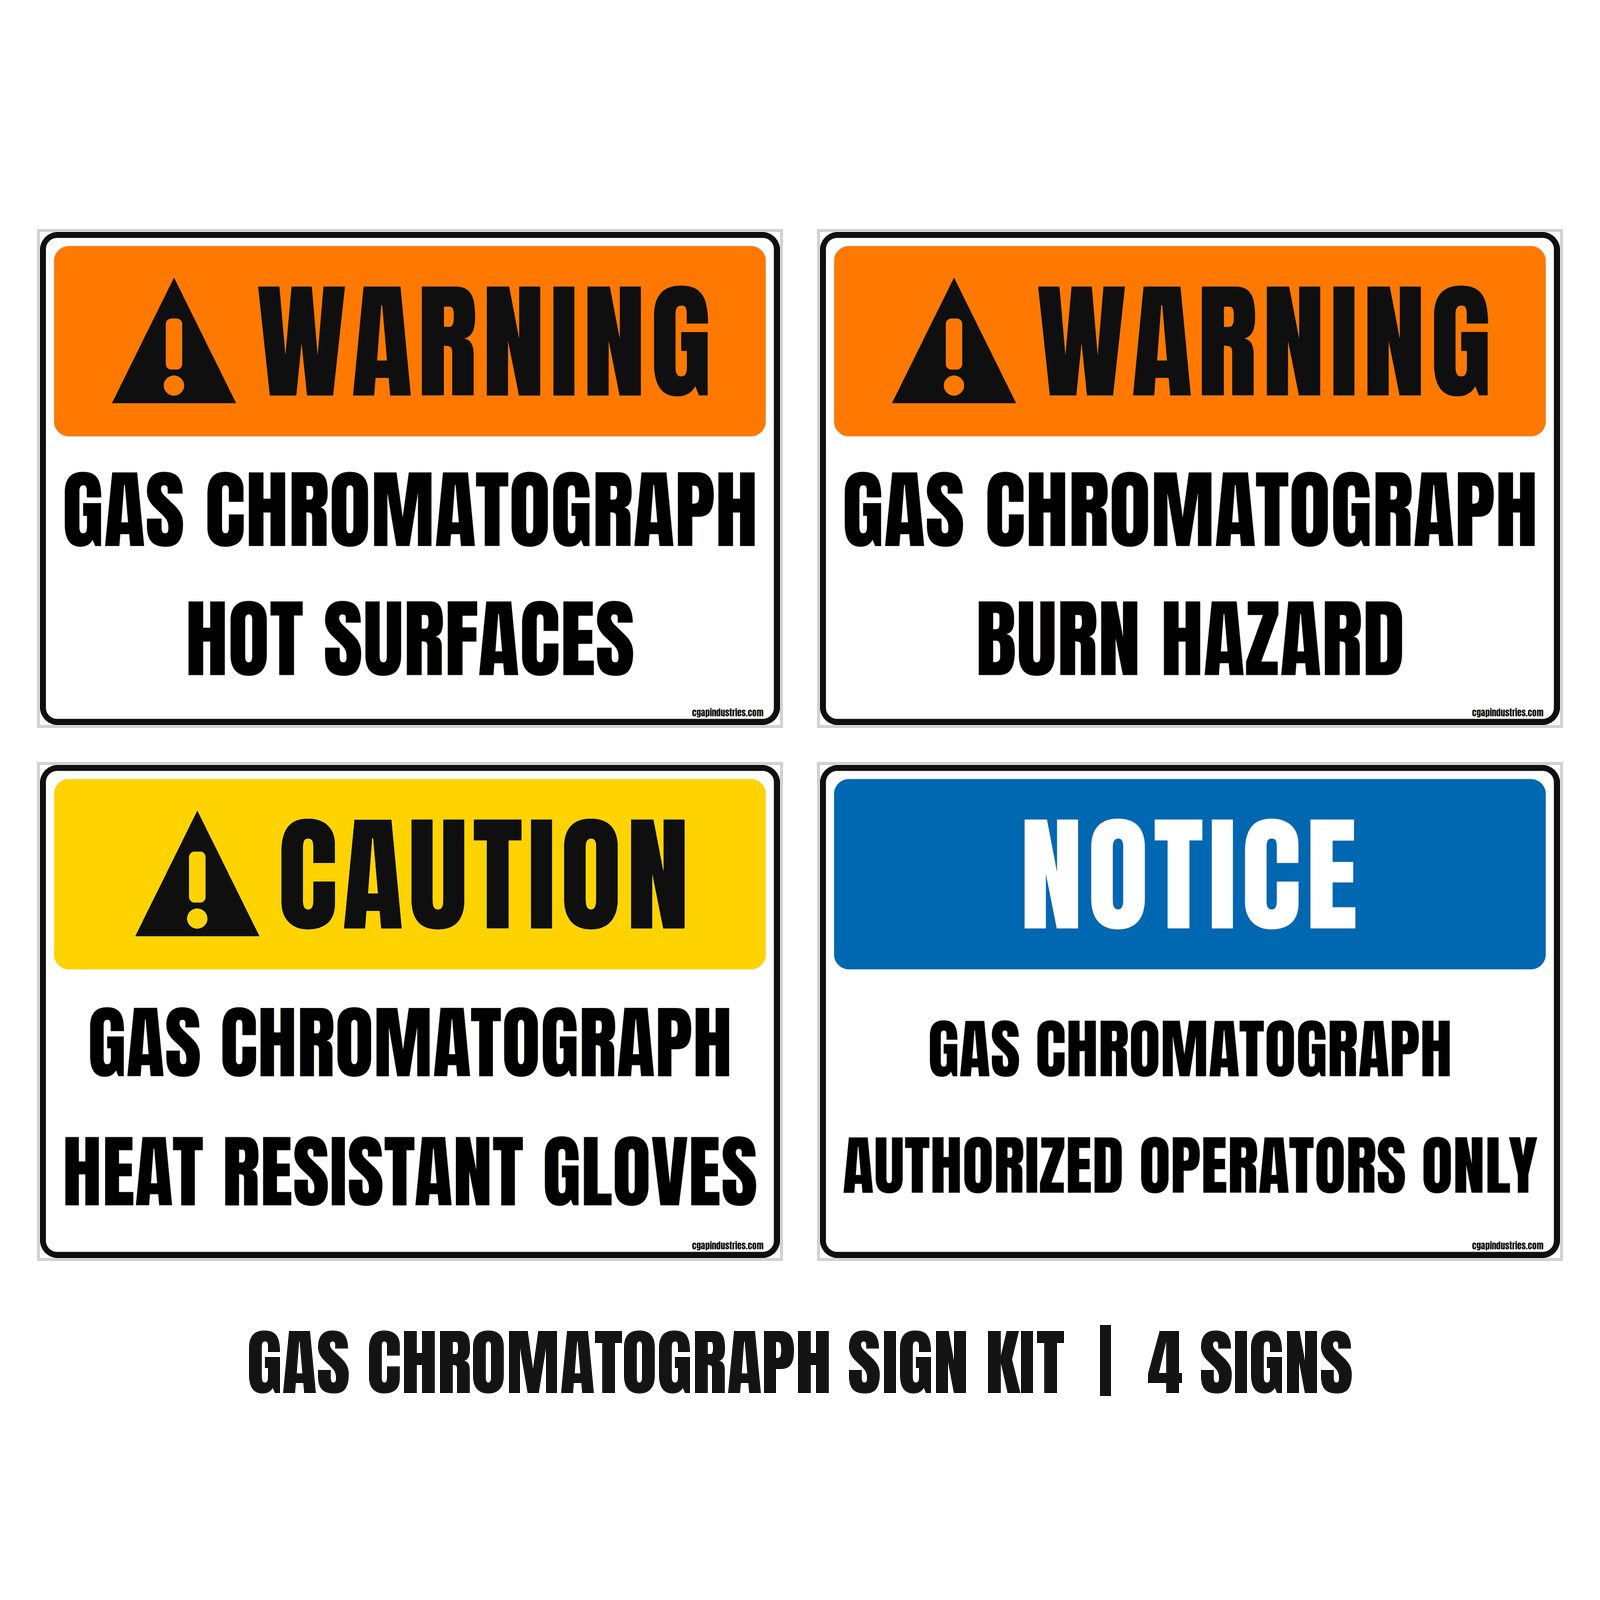 WARNING
GAS CHROMATOGRAPH
HOT SURFACES
cgapindustries.com
WARNING
GAS CHROMATOGRAPH
BURN HAZARD
cgapindustries.com
CAUTION
GAS CHROMATOGRAPH
HEAT RESISTANT GLOVES
cgapindustries.com
NOTICE
GAS CHROMATOGRAPH
AUTHORIZED OPERATORS ONLY
cgapindustries.com
GAS CHROMATOGRAPH SIGN KIT | 4 SIGNS